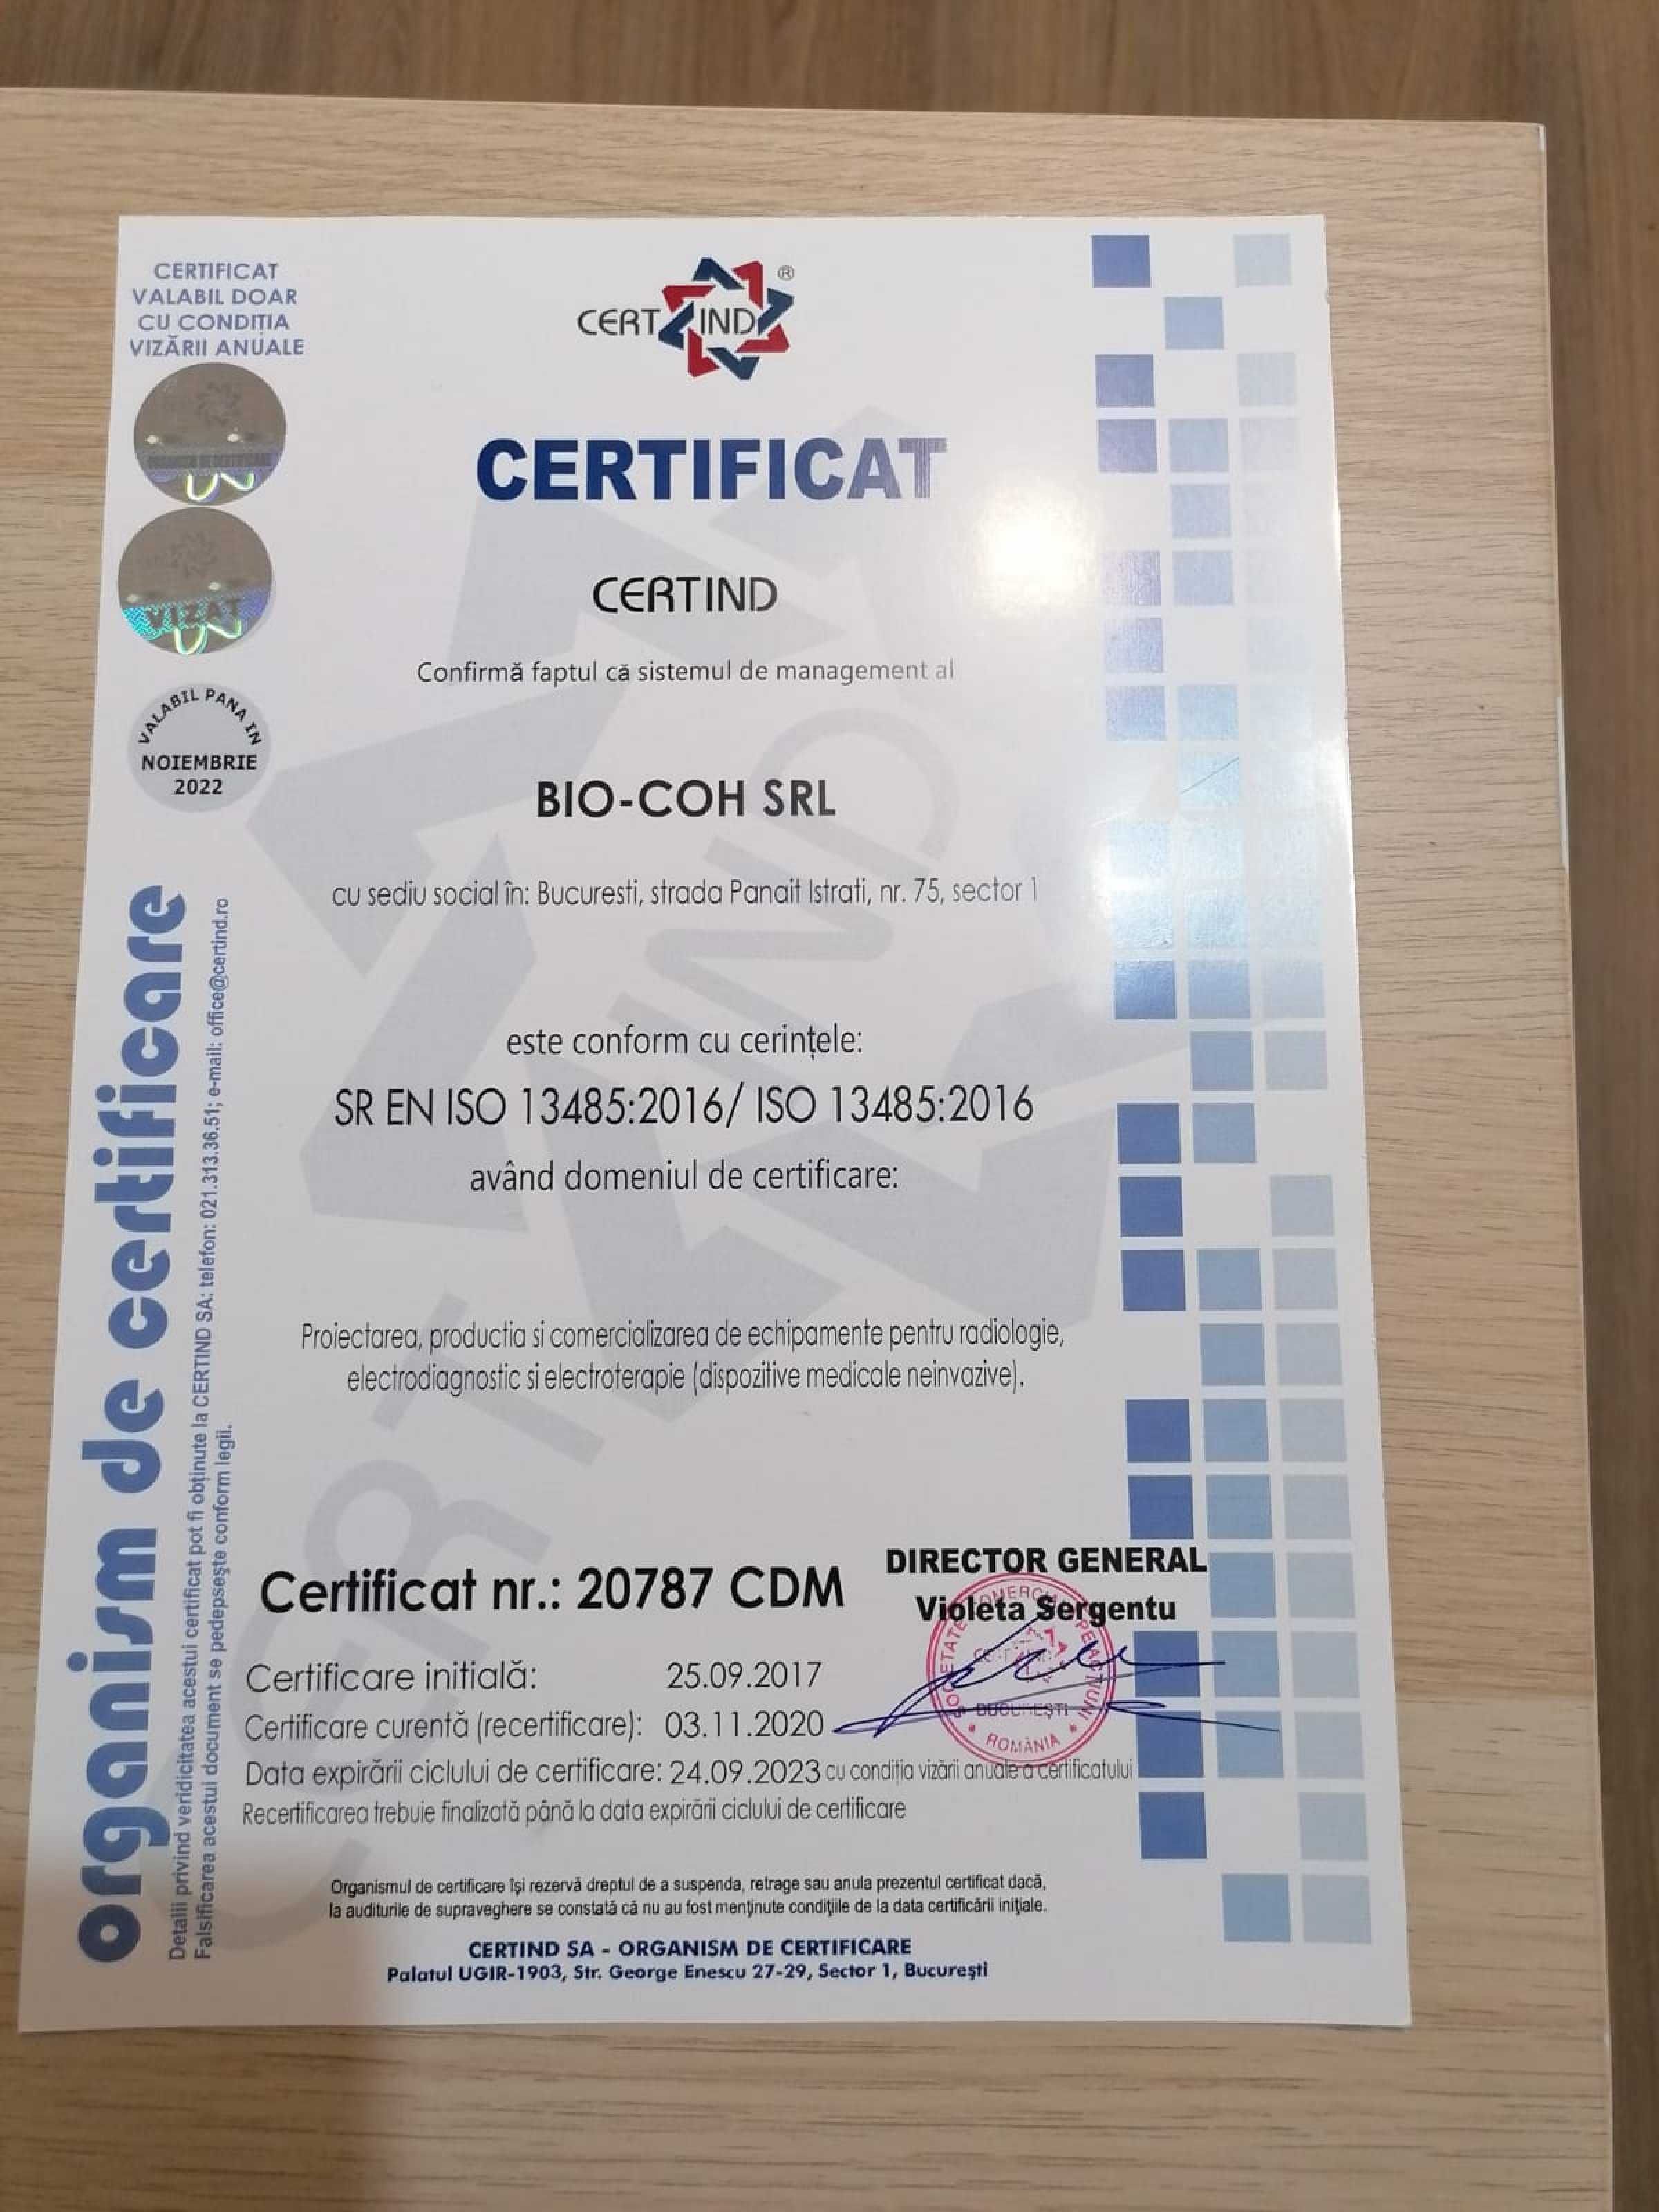 CERTIFICAT
VALABIL DOAR
CU CONDIȚIA
VIZĂRII ANUALE
CERTIND®
CERTIFICAT
CERTIND
Confirmă faptul că sistemul de management al
VIZAT
VALABIL PANA IN
NOIEMBRIE
2022
BIO-COH SRL
cu sediu social în: Bucuresti, strada Panait Istrati, nr. 75, sector 1
este conform cu cerințele:
SR EN ISO 13485:2016/ ISO 13485:2016
având domeniul de certificare:
Proiectarea, productia si comercializarea de echipamente pentru radiologie,
electrodiagnostic si electroterapie (dispozitive medicale neinvazive).
Certificat nr.: 20787 CDM
DIRECTOR GENERAL
Violeta Sergentu
SOCIETATE COMERCIALĂ PE ACȚIUNI
BUCUREȘTI
ROMÂNIA
Certificare initială: 25.09.2017
Certificare curentă (recertificare): 03.11.2020
Data expirării ciclului de certificare: 24.09.2023 cu condiția vizării anuale a certificatului
Recertificarea trebuie finalizată până la data expirării ciclului de certificare
Organismul de certificare își rezervă dreptul de a suspenda, retrage sau anula prezentul certificat dacă,
la auditurile de supraveghere se constată că nu au fost menținute condițiile de la data certificării inițiale.
CERTIND SA - ORGANISM DE CERTIFICARE
Palatul UGIR-1903, Str. George Enescu 27-29, Sector 1, București
organism de certificare
Detalii privind veridicitatea acestui certificat pot fi obținute la CERTIND SA: telefon: 021.313.36.51; e-mail: office@certind.ro
Falsificarea acestui document se pedepsește conform legii.
CERTIND